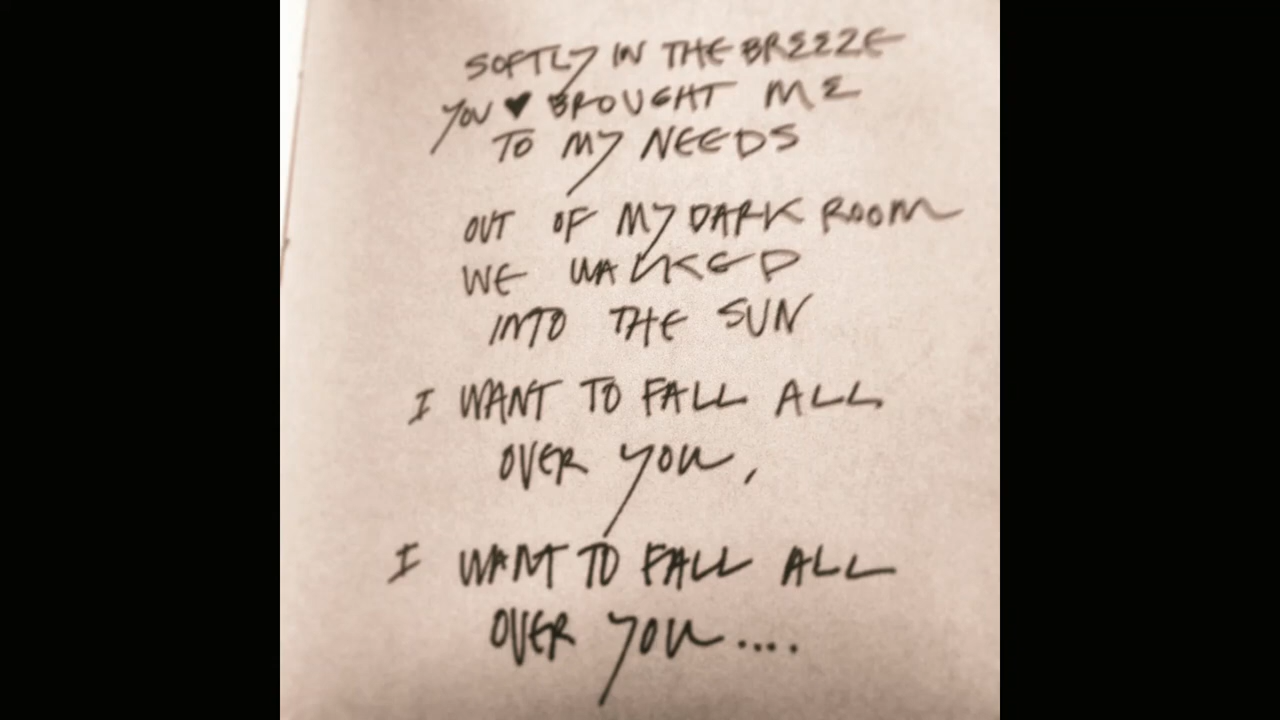 SOFTLY IN THE BREEZE
YOU ♥ BROUGHT ME
TO MY NEEDS
OUT OF MY DARK ROOM
WE WALKED
INTO THE SUN
I WANT TO FALL ALL
OVER YOU,
I WANT TO FALL ALL
OVER YOU....